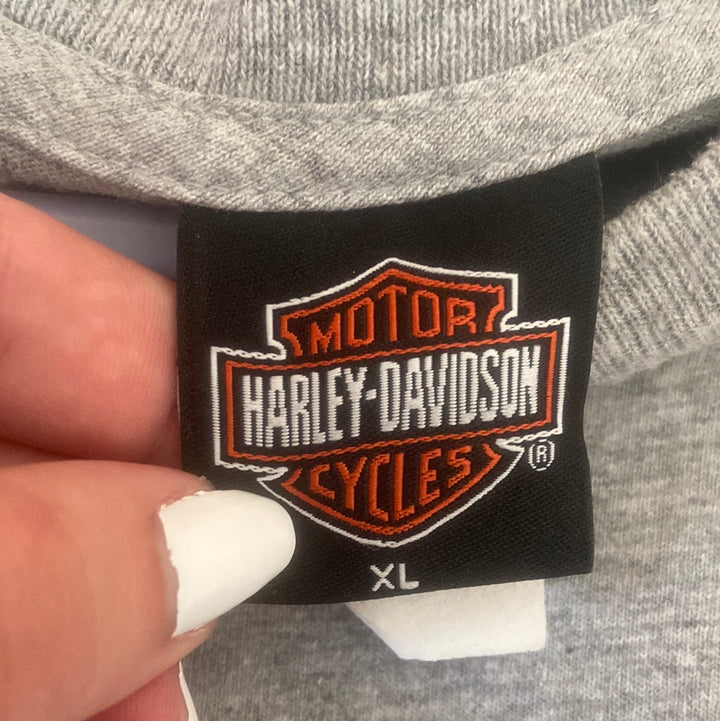 MOTOR
HARLEY-DAVIDSON
CYCLES
®
XL